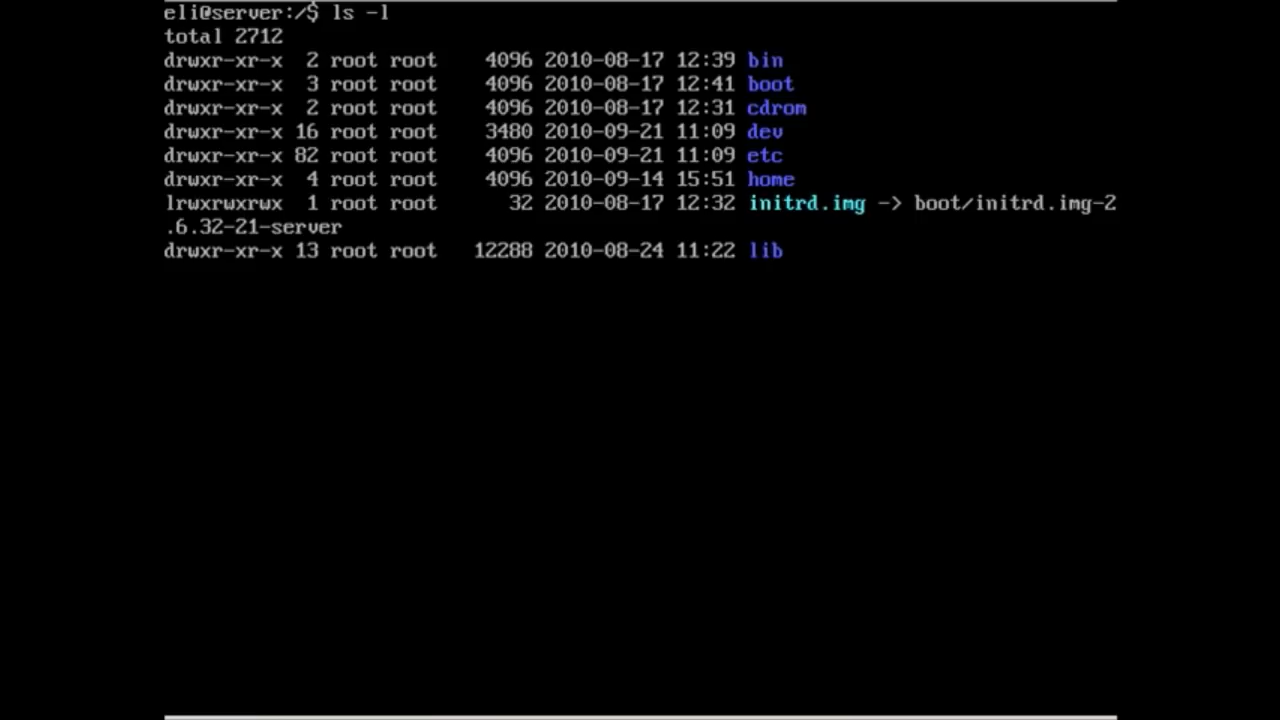 eli@server:/$ ls -l
total 2712
drwxr-xr-x  2 root root    4096 2010-08-17 12:39 bin
drwxr-xr-x  3 root root    4096 2010-08-17 12:41 boot
drwxr-xr-x  2 root root    4096 2010-08-17 12:31 cdrom
drwxr-xr-x 16 root root    3480 2010-09-21 11:09 dev
drwxr-xr-x 82 root root    4096 2010-09-21 11:09 etc
drwxr-xr-x  4 root root    4096 2010-09-14 15:51 home
lrwxrwxrwx  1 root root      32 2010-08-17 12:32 initrd.img -> boot/initrd.img-2
.6.32-21-server
drwxr-xr-x 13 root root   12288 2010-08-24 11:22 lib